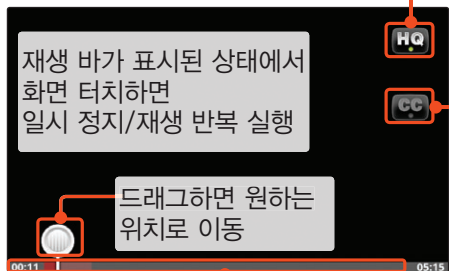 HQ
재생 바가 표시된 상태에서
화면 터치하면
일시 정지/재생 반복 실행
CC
드래그하면 원하는
위치로 이동
00:11
05:15